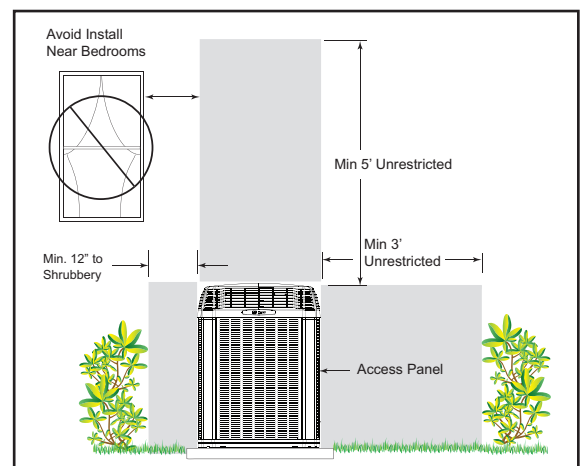 Avoid Install
Near Bedrooms
Min 5’ Unrestricted
Min. 12” to
Shrubbery
Min 3’
Unrestricted
Access Panel